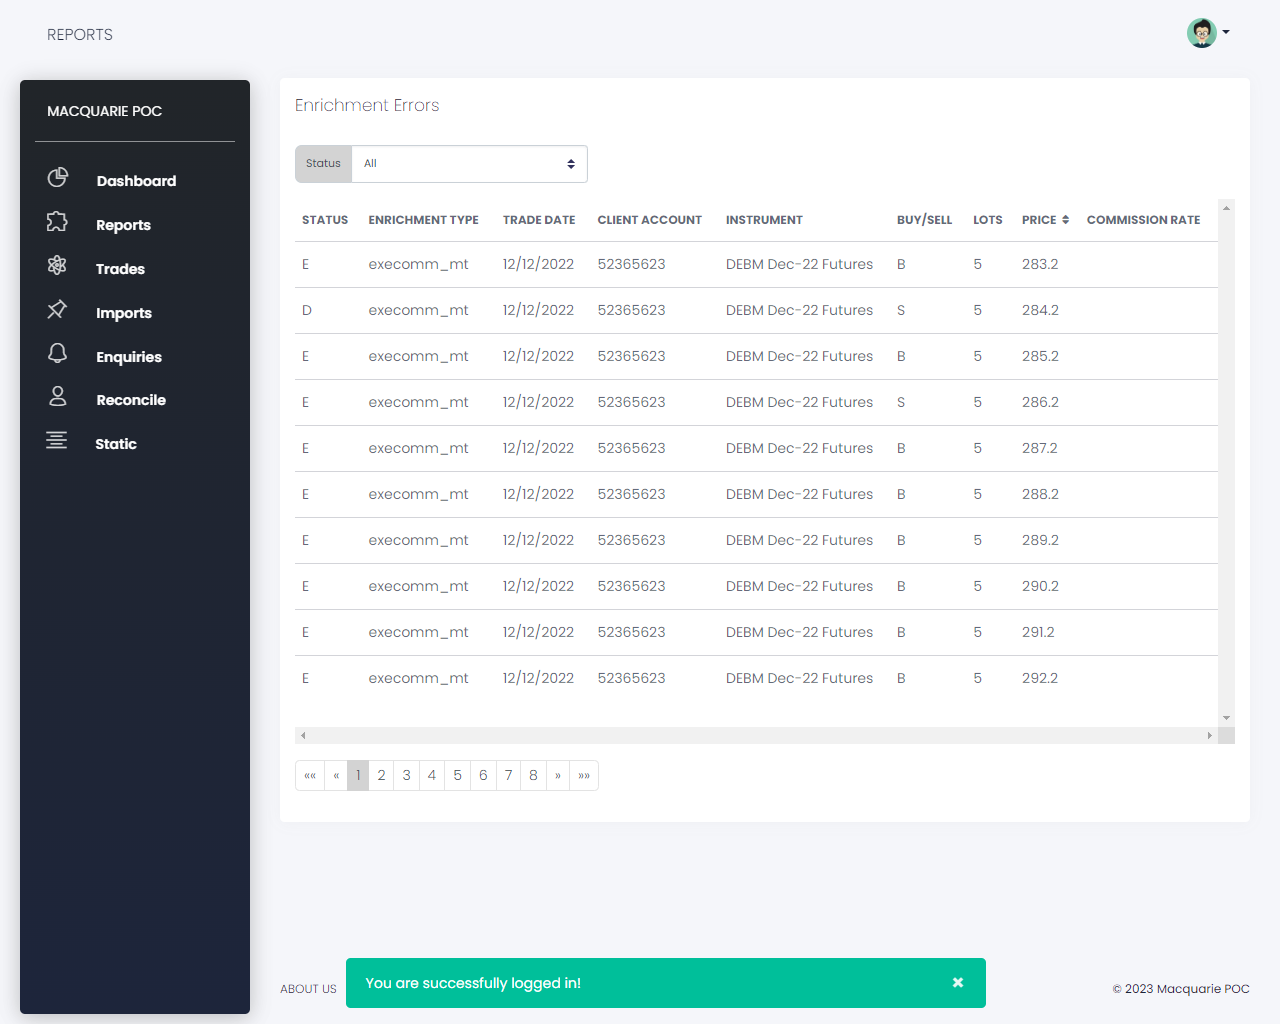 REPORTS
MACQUARIE POC
Dashboard
Reports
Trades
Imports
Enquiries
Reconcile
Static
Enrichment Errors
Status All
STATUS ENRICHMENT TYPE TRADE DATE CLIENT ACCOUNT INSTRUMENT BUY/SELL LOTS PRICE COMMISSION RATE
E execomm_mt 12/12/2022 52365623 DEBM Dec-22 Futures B 5 283.2
D execomm_mt 12/12/2022 52365623 DEBM Dec-22 Futures S 5 284.2
E execomm_mt 12/12/2022 52365623 DEBM Dec-22 Futures B 5 285.2
E execomm_mt 12/12/2022 52365623 DEBM Dec-22 Futures S 5 286.2
E execomm_mt 12/12/2022 52365623 DEBM Dec-22 Futures B 5 287.2
E execomm_mt 12/12/2022 52365623 DEBM Dec-22 Futures B 5 288.2
E execomm_mt 12/12/2022 52365623 DEBM Dec-22 Futures B 5 289.2
E execomm_mt 12/12/2022 52365623 DEBM Dec-22 Futures B 5 290.2
E execomm_mt 12/12/2022 52365623 DEBM Dec-22 Futures B 5 291.2
E execomm_mt 12/12/2022 52365623 DEBM Dec-22 Futures B 5 292.2
«« « 1 2 3 4 5 6 7 8 » »»
ABOUT US
You are successfully logged in!
© 2023 Macquarie POC